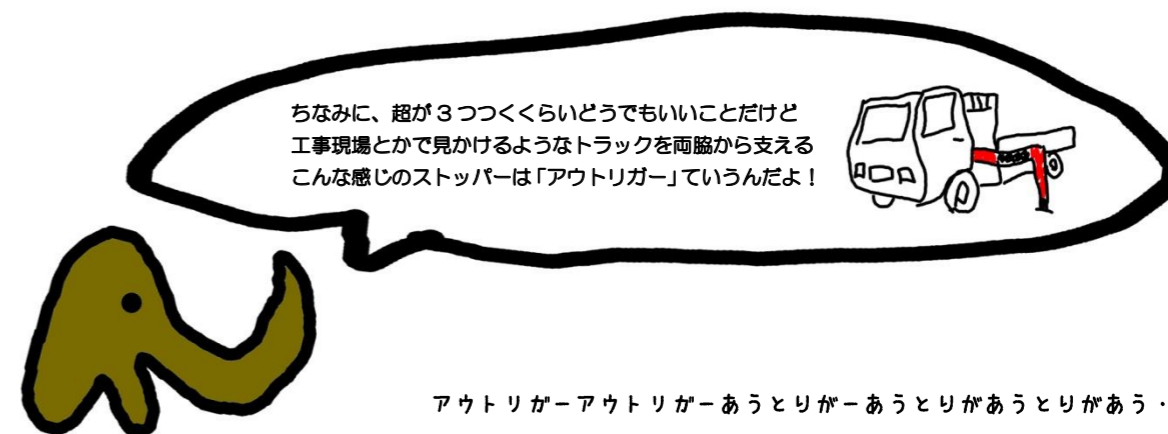 ちなみに、超が3つつくくらいどうでもいいことだけど
工事現場とかで見かけるようなトラックを両脇から支える
こんな感じのストッパーは「アウトリガー」ていうんだよ！
アウトリガーアウトリガーあうとりがーあうとりがあうとりがあう・